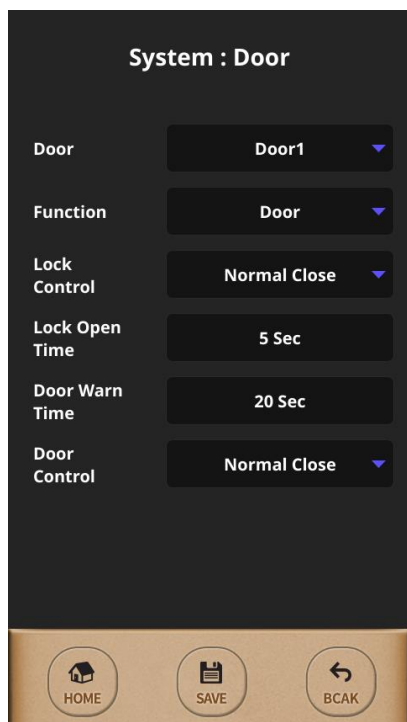 System : Door
Door
Door1
Function
Door
Lock
Control
Normal Close
Lock Open
Time
5 Sec
Door Warn
Time
20 Sec
Door
Control
Normal Close
HOME
SAVE
BCAK